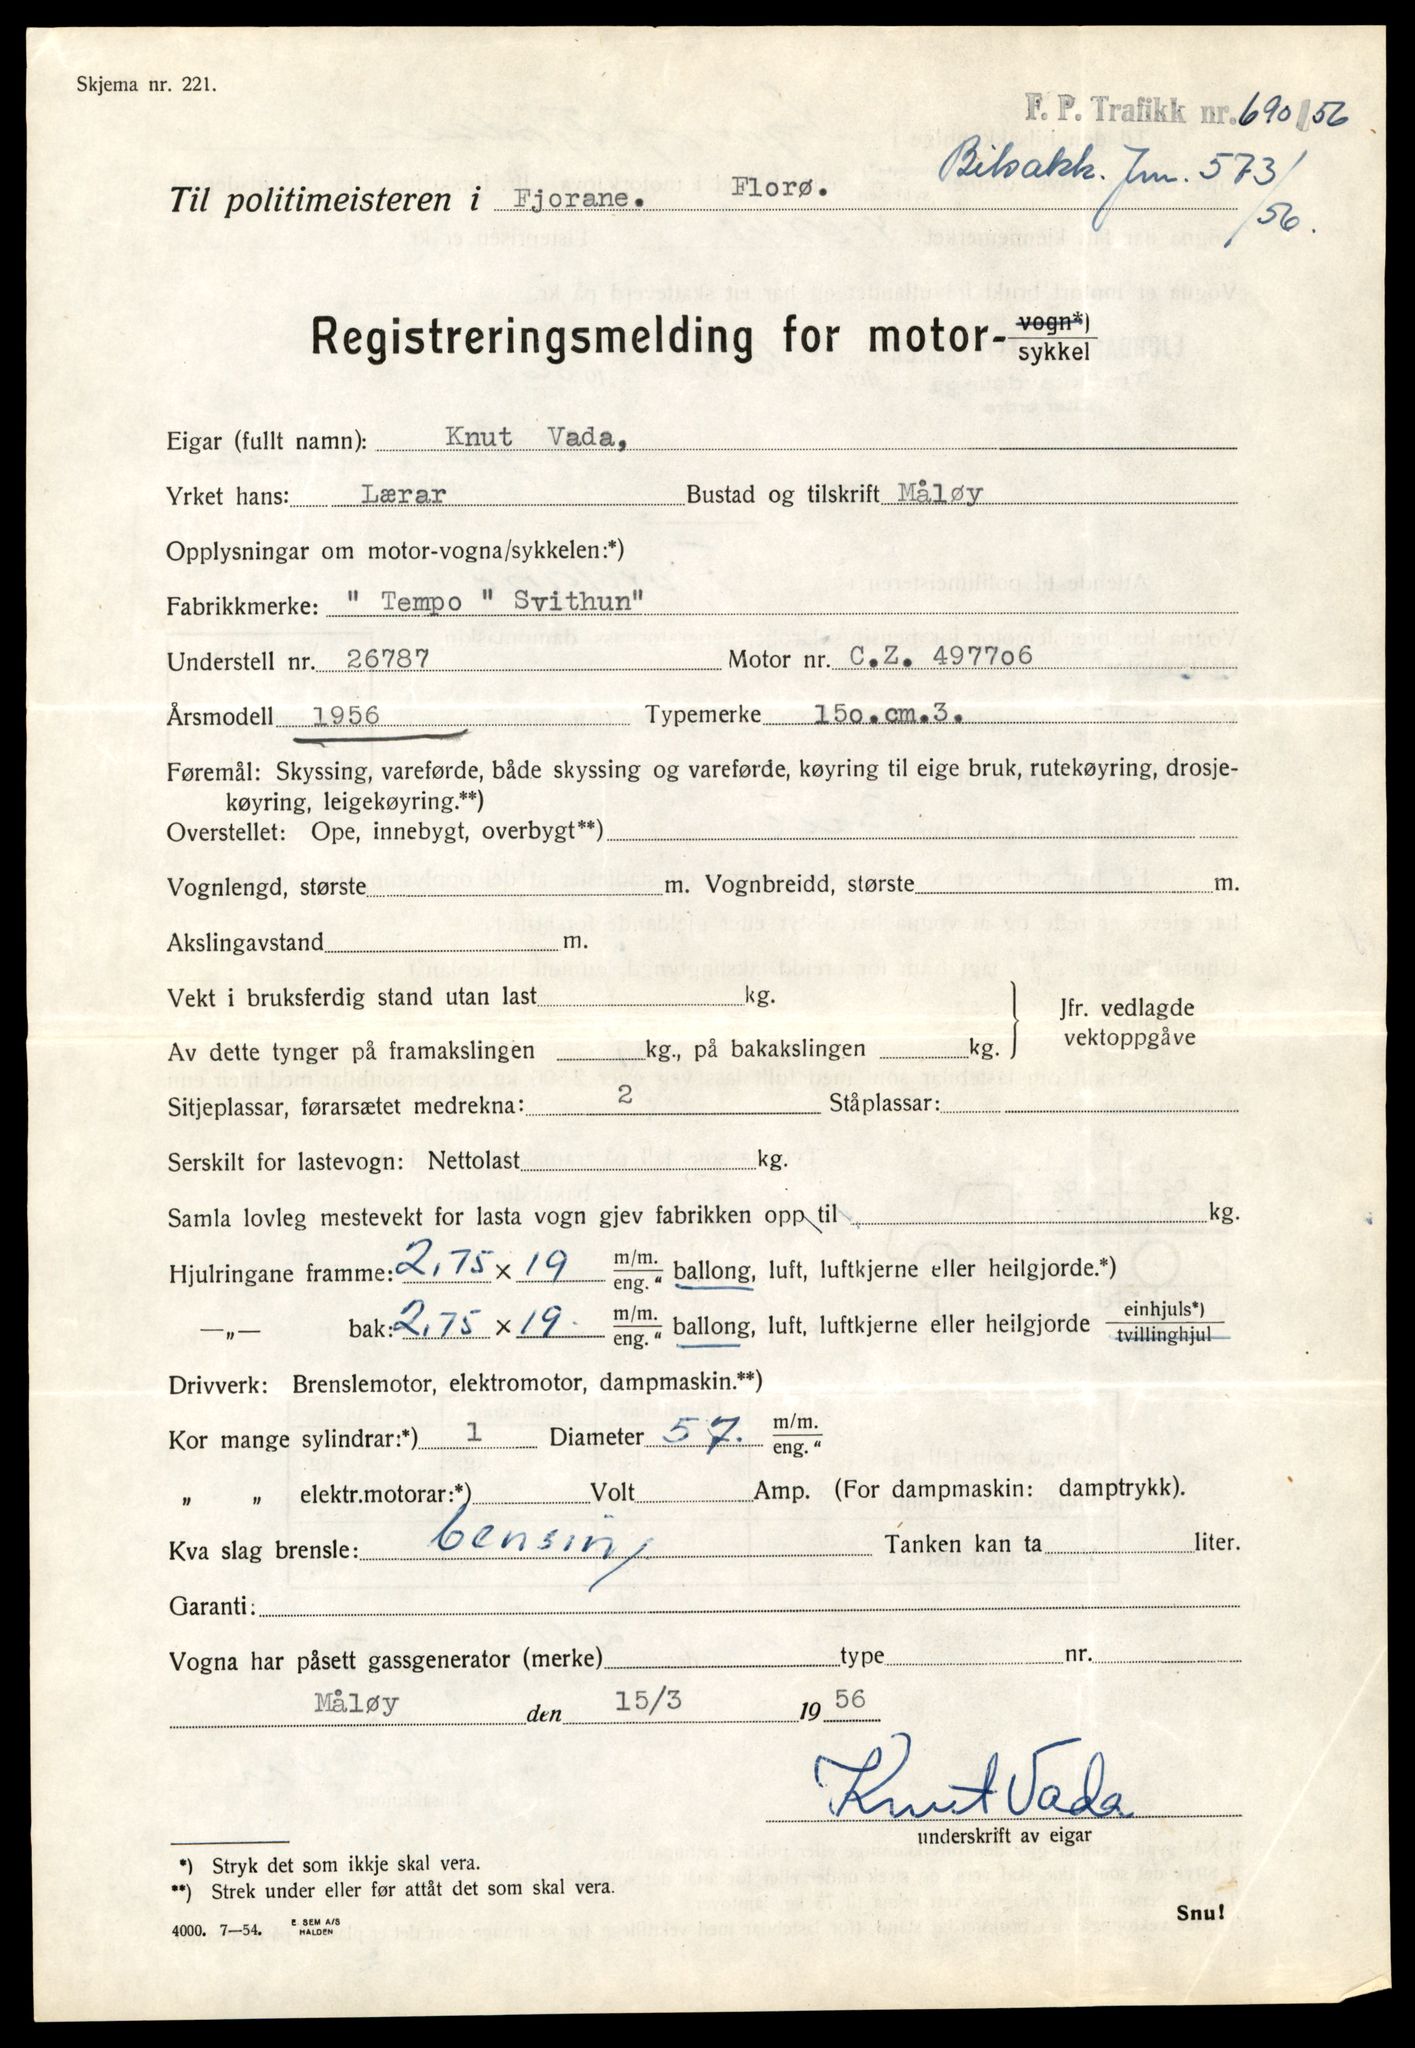 Skjema nr. 221.
F. P. Trafikk nr. 690/56
Bilsakk. Jnr. 573/56.
Til politimeisteren i Fjorane. Florø.
Registreringsmelding for motor-vogn*)/sykkel
Eigar (fullt namn): Knut Vada,
Yrket hans: Lærar Bustad og tilskrift Måløy
Opplysningar om motor-vogna/sykkelen:*)
Fabrikkmerke: " Tempo " Svithun"
Understell nr. 26787 Motor nr. C.Z. 497706
Årsmodell 1956 Typemerke 15o.cm.3.
Føremål: Skyssing, vareførde, både skyssing og vareførde, køyring til eige bruk, rutekøyring, drosje-
køyring, leigekøyring.**)
Overstellet: Ope, innebygt, overbygt**)
Vognlengd, største m. Vognbreidd, største m.
Akslingavstand m.
Vekt i bruksferdig stand utan last kg.
Av dette tynger på framakslingen kg., på bakakslingen kg.
Jfr. vedlagde
vektoppgåve
Sitjeplassar, førarsætet medrekna: 2 Ståplassar:
Serskilt for lastevogn: Nettolast kg.
Samla lovleg mestevekt for lasta vogn gjev fabrikken opp til kg.
Hjulringane framme: 2,75 × 19 m/m./eng." ballong, luft, luftkjerne eller heilgjorde.*)
—„— bak: 2,75 × 19. m/m./eng." ballong, luft, luftkjerne eller heilgjorde einhjuls*)/tvillinghjul
Drivverk: Brenslemotor, elektromotor, dampmaskin.**)
Kor mange sylindrar:*) 1 Diameter 57. m/m./eng."
„ „ elektr.motorar:*) Volt Amp. (For dampmaskin: damptrykk).
Kva slag brensle: bensin Tanken kan ta liter.
Garanti:
Vogna har påsett gassgenerator (merke) type nr.
Måløy den 15/3 1956
Knut Vada
underskrift av eigar
*) Stryk det som ikkje skal vera.
**) Strek under eller før attåt det som skal vera.
4000. 7—54. E SEM A/S HALDEN
Snu!